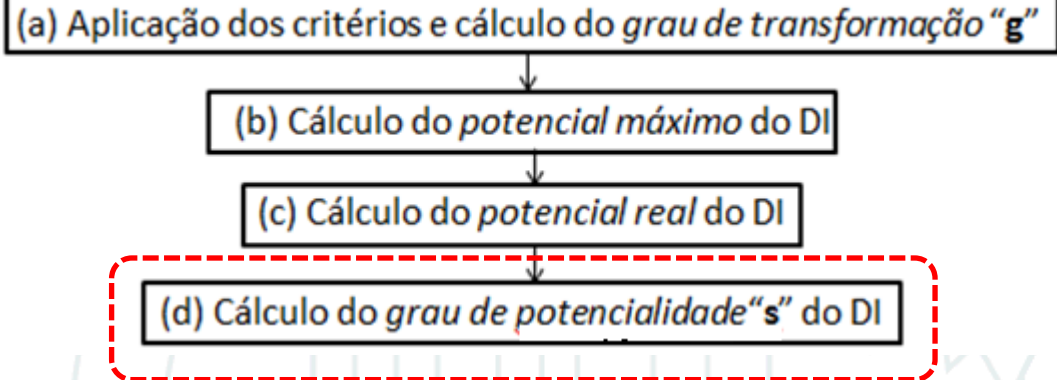 (a) Aplicação dos critérios e cálculo do grau de transformação “g”
(b) Cálculo do potencial máximo do DI
(c) Cálculo do potencial real do DI
(d) Cálculo do grau de potencialidade“s” do DI